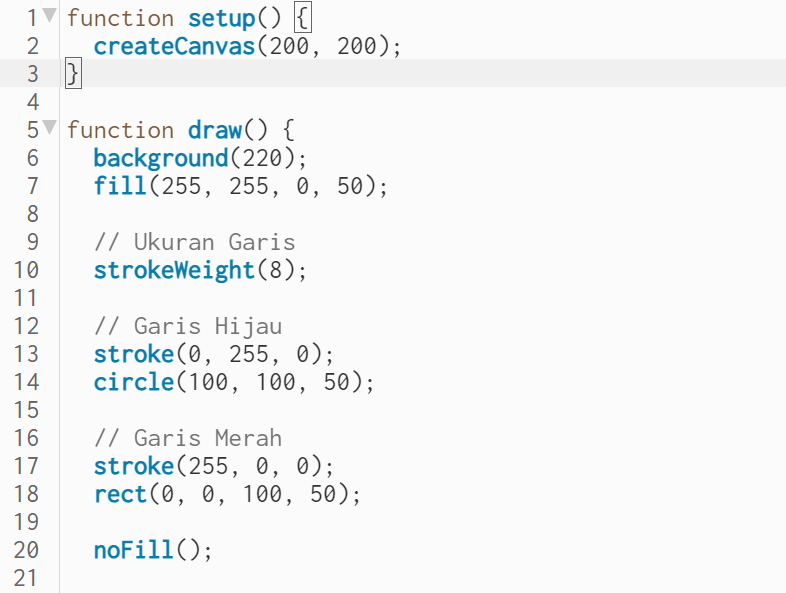 1 function setup() {
2   createCanvas(200, 200);
3 }
4
5 function draw() {
6   background(220);
7   fill(255, 255, 0, 50);
8
9   // Ukuran Garis
10   strokeWeight(8);
11
12   // Garis Hijau
13   stroke(0, 255, 0);
14   circle(100, 100, 50);
15
16   // Garis Merah
17   stroke(255, 0, 0);
18   rect(0, 0, 100, 50);
19
20   noFill();
21